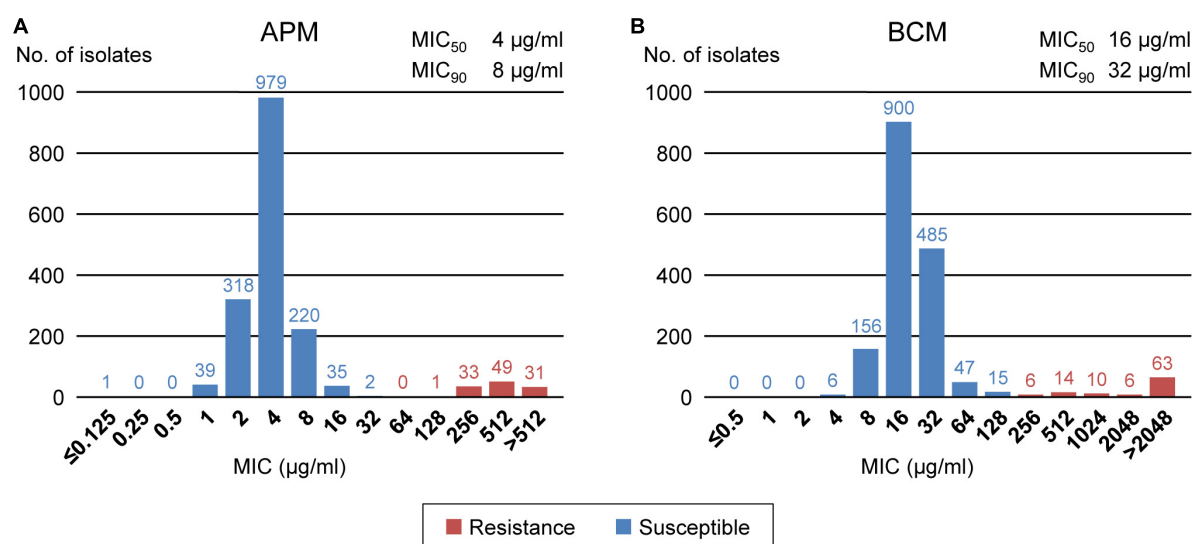 A
APM
No. of isolates
MIC50 4 µg/ml
MIC90 8 µg/ml
1000
800
600
400
200
0
1 0 0 39 318 979 220 35 2 0 1 33 49 31
≤0.125 0.25 0.5 1 2 4 8 16 32 64 128 256 512 >512
MIC (µg/ml)
B
BCM
No. of isolates
MIC50 16 µg/ml
MIC90 32 µg/ml
1000
800
600
400
200
0
0 0 0 6 156 900 485 47 15 6 14 10 6 63
≤0.5 1 2 4 8 16 32 64 128 256 512 1024 2048 >2048
MIC (µg/ml)
Resistance Susceptible